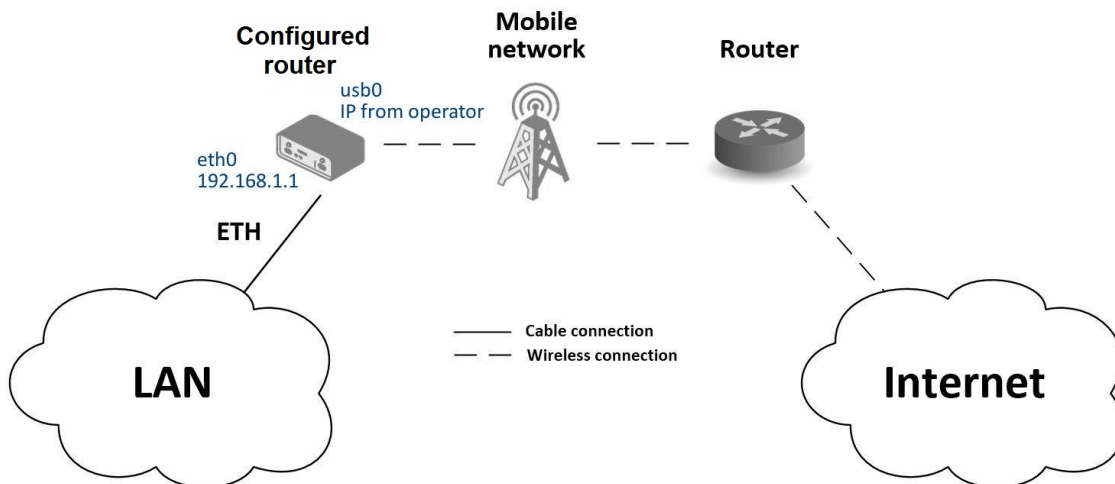 Configured
router
Mobile
network
Router
usb0
IP from operator
eth0
192.168.1.1
ETH
Cable connection
Wireless connection
LAN
Internet